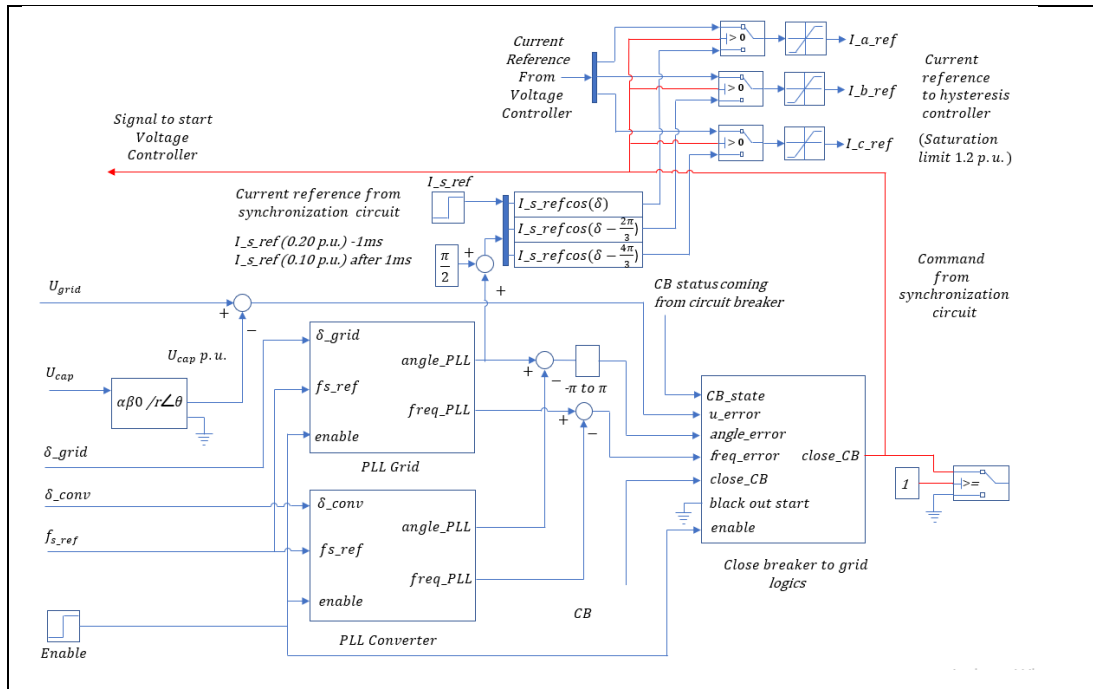 Current
Reference
From
Voltage
Controller
> 0
I_a_ref
> 0
I_b_ref
> 0
I_c_ref
Current
reference
to hysteresis
controller
(Saturation
limit 1.2 p.u.)
Signal to start
Voltage
Controller
Current reference from
synchronization circuit
I_s_ref (0.20 p.u.) -1ms
I_s_ref (0.10 p.u.) after 1ms
I_s_ref
I_s_refcos(δ)
I_s_refcos(δ − 2π/3)
I_s_refcos(δ − 4π/3)
π/2
+
+
Command
from
synchronization
circuit
CB status coming
from circuit breaker
U_grid
+
−
U_cap p.u.
U_cap
αβ0 /r∠θ
δ_grid
δ_conv
f_s_ref
Enable
δ_grid
angle_PLL
fs_ref
freq_PLL
enable
PLL Grid
δ_conv
angle_PLL
fs_ref
freq_PLL
enable
PLL Converter
+
−
-π to π
+
−
CB
CB_state
u_error
angle_error
freq_error
close_CB
close_CB
black out start
enable
Close breaker to grid
logics
1
>=